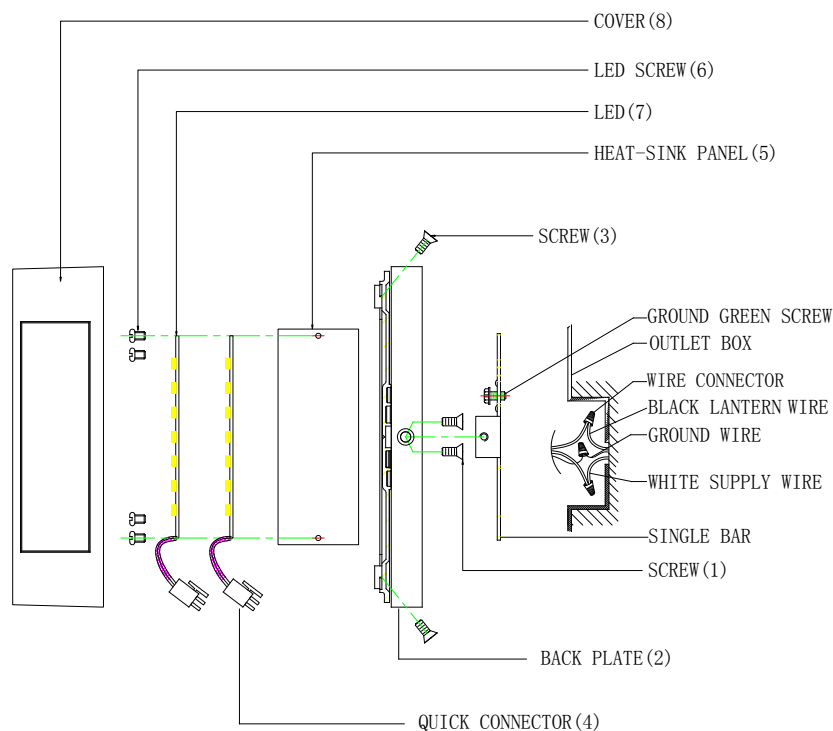 COVER(8)
LED SCREW(6)
LED(7)
HEAT-SINK PANEL(5)
SCREW(3)
GROUND GREEN SCREW
OUTLET BOX
WIRE CONNECTOR
BLACK LANTERN WIRE
GROUND WIRE
WHITE SUPPLY WIRE
SINGLE BAR
SCREW(1)
BACK PLATE(2)
QUICK CONNECTOR(4)